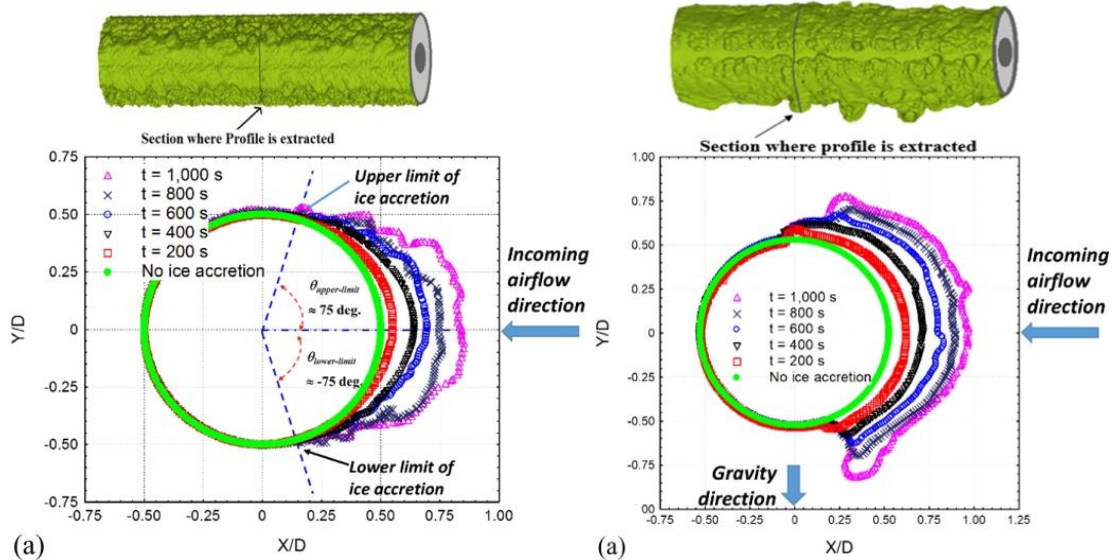 Section where Profile is extracted
0.75
0.50
0.25
0
-0.25
-0.50
-0.75
Y/D
t = 1,000 s
t = 800 s
t = 600 s
t = 400 s
t = 200 s
No ice accretion
Upper limit of
ice accretion
θupper-limit
≈ 75 deg.
θlower-limit
≈ -75 deg.
Lower limit of
ice accretion
Incoming
airflow
direction
-0.75 -0.50 -0.25 0 0.25 0.50 0.75 1.00
X/D
(a)
Section where profile is extracted
1.00
0.75
0.50
0.25
0
-0.25
-0.50
-0.75
00
Y/D
t = 1,000 s
t = 800 s
t = 600 s
t = 400 s
t = 200 s
No ice accretion
Incoming
airflow
direction
Gravity
direction
-0.75 -0.50 -0.25 0 0.25 0.50 0.75 1.00 1.25
X/D
(a)